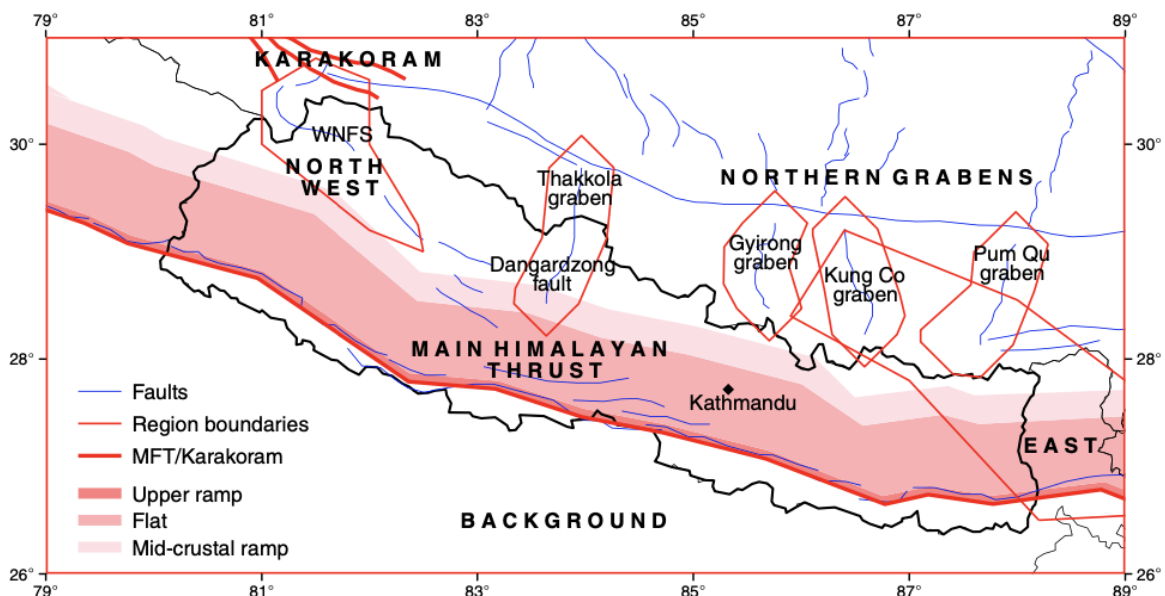 79°
81°
83°
85°
87°
89°
KARAKORAM
30°
30°
WNFS
NORTH
WEST
Thakkola
graben
NORTHERN GRABENS
Gyirong
graben
Kung Co
graben
Pum Qu
graben
Dangardzong
fault
28°
28°
MAIN HIMALAYAN
THRUST
Kathmandu
EAST
BACKGROUND
Faults
Region boundaries
MFT/Karakoram
Upper ramp
Flat
Mid-crustal ramp
26°
26°
79°
81°
83°
85°
87°
89°